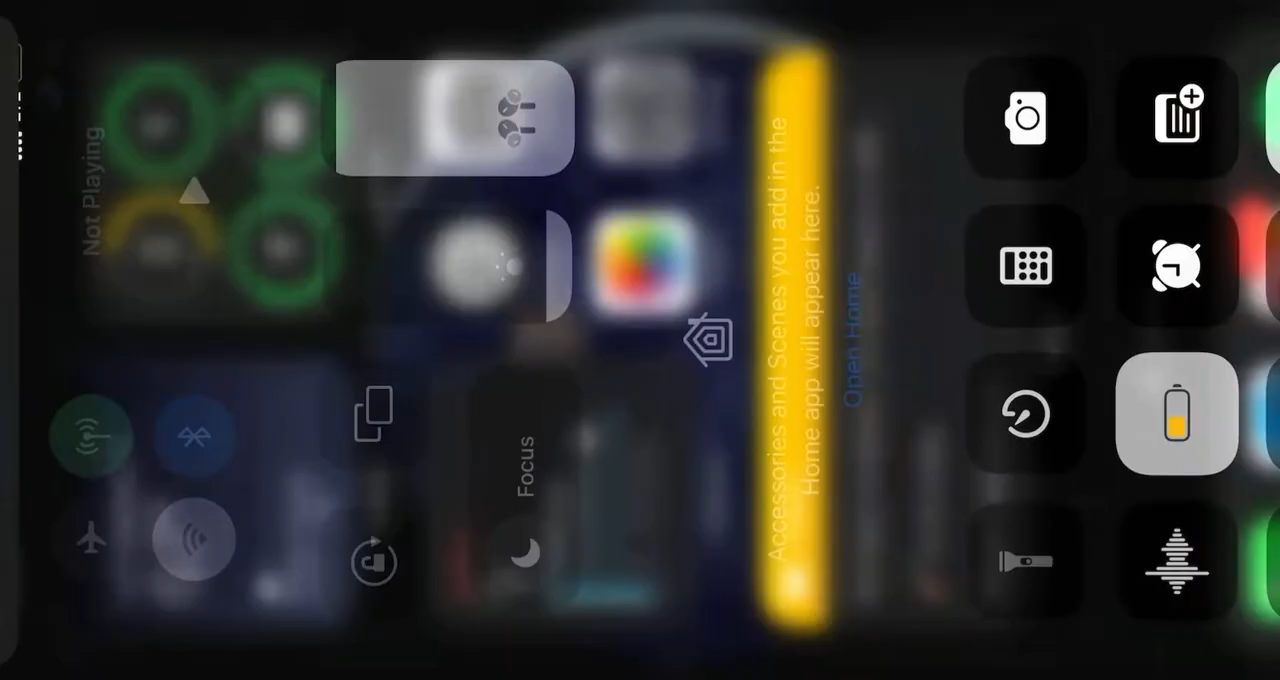 Not Playing
Focus
Accessories and Scenes you add in the
Home app will appear here.
Open Home